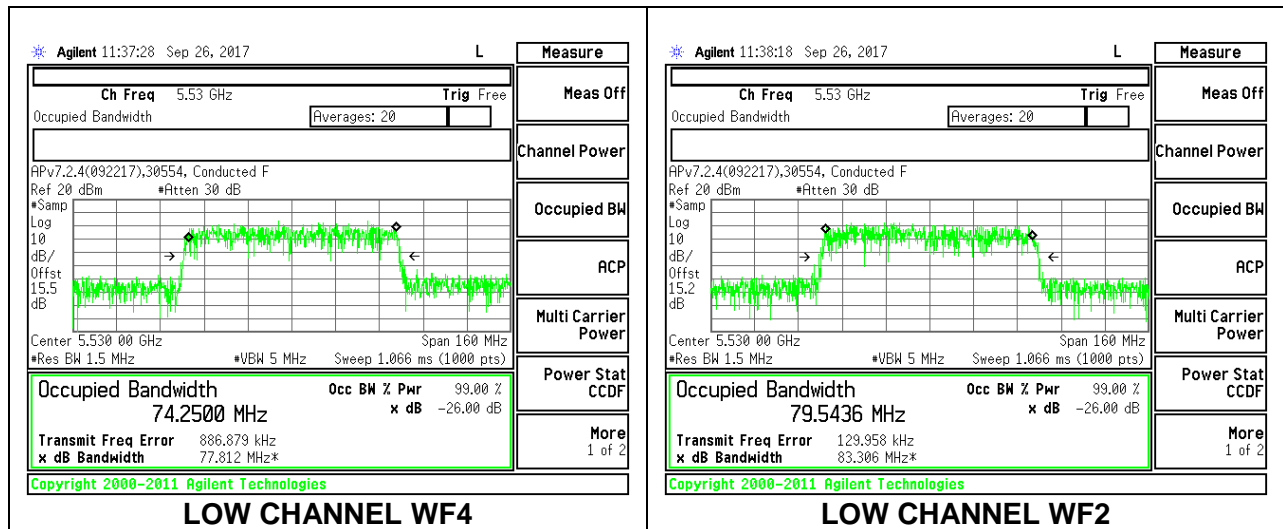 Agilent 11:37:28 Sep 26, 2017 L
Measure
Ch Freq 5.53 GHz Trig Free
Occupied Bandwidth Averages: 20
APv7.2.4(092217),30554, Conducted F
Ref 20 dBm #Atten 30 dB
#Samp
Log
10
dB/
Offst
15.5
dB
Center 5.530 00 GHz Span 160 MHz
#Res BW 1.5 MHz #VBW 5 MHz Sweep 1.066 ms (1000 pts)
Occupied Bandwidth Occ BW % Pwr 99.00 %
74.2500 MHz x dB -26.00 dB
Transmit Freq Error 886.879 kHz
x dB Bandwidth 77.812 MHz*
Copyright 2000-2011 Agilent Technologies
Meas Off
Channel Power
Occupied BW
ACP
Multi Carrier
Power
Power Stat
CCDF
More
1 of 2
LOW CHANNEL WF4
Agilent 11:38:18 Sep 26, 2017 L
Measure
Ch Freq 5.53 GHz Trig Free
Occupied Bandwidth Averages: 20
APv7.2.4(092217),30554, Conducted F
Ref 20 dBm #Atten 30 dB
#Samp
Log
10
dB/
Offst
15.2
dB
Center 5.530 00 GHz Span 160 MHz
#Res BW 1.5 MHz #VBW 5 MHz Sweep 1.066 ms (1000 pts)
Occupied Bandwidth Occ BW % Pwr 99.00 %
79.5436 MHz x dB -26.00 dB
Transmit Freq Error 129.958 kHz
x dB Bandwidth 83.306 MHz*
Copyright 2000-2011 Agilent Technologies
Meas Off
Channel Power
Occupied BW
ACP
Multi Carrier
Power
Power Stat
CCDF
More
1 of 2
LOW CHANNEL WF2